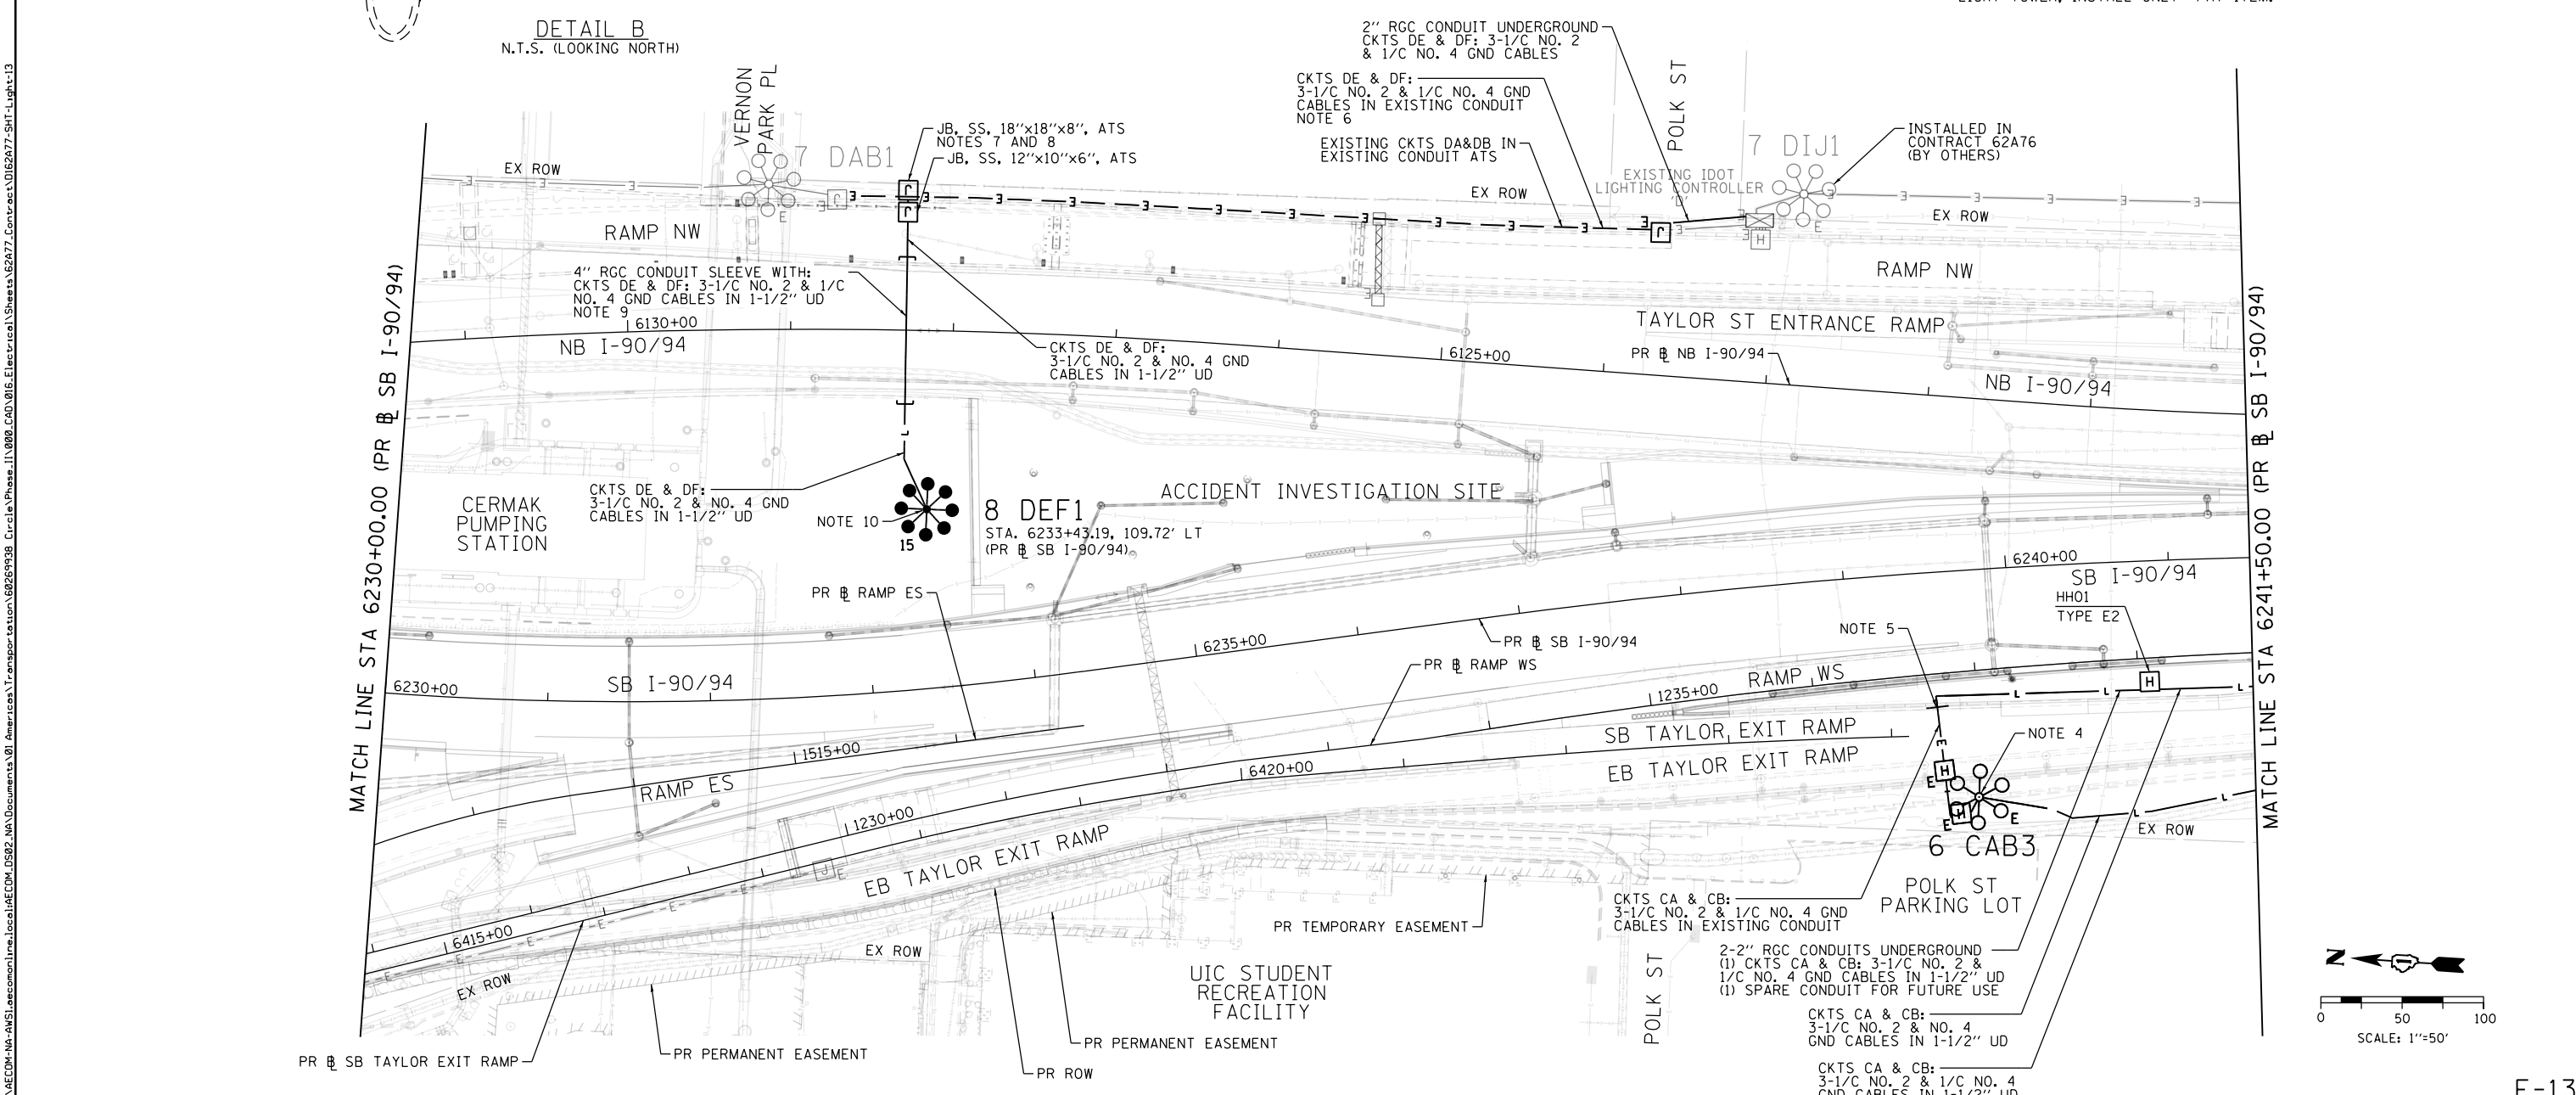 DETAIL B
N.T.S. (LOOKING NORTH)
2" RGC CONDUIT UNDERGROUND
CKTS DE & DF: 3-1/C NO. 2
& 1/C NO. 4 GND CABLES
CKTS DE & DF:
3-1/C NO. 2 & 1/C NO. 4 GND
CABLES IN EXISTING CONDUIT
NOTE 6
EXISTING CKTS DA&DB IN
EXISTING CONDUIT ATS
POLK ST
VERNON
PARK PL
7 DAB1
JB, SS, 18"x18"x8", ATS
NOTES 7 AND 8
JB, SS, 12"x10"x6", ATS
7 DIJ1
INSTALLED IN
CONTRACT 62A76
(BY OTHERS)
EXISTING IDOT
LIGHTING CONTROLLER
'D'
EX ROW
EX ROW
EX ROW
RAMP NW
RAMP NW
4" RGC CONDUIT SLEEVE WITH:
CKTS DE & DF: 3-1/C NO. 2 & 1/C
NO. 4 GND CABLES IN 1-1/2" UD
NOTE 9
6130+00
NB I-90/94
CKTS DE & DF:
3-1/C NO. 2 & NO. 4 GND
CABLES IN 1-1/2" UD
6125+00
TAYLOR ST ENTRANCE RAMP
PR BL NB I-90/94
NB I-90/94
MATCH LINE STA 6230+00.00 (PR BL SB I-90/94)
MATCH LINE STA 6241+50.00 (PR BL SB I-90/94)
CERMAK
PUMPING
STATION
CKTS DE & DF:
3-1/C NO. 2 & NO. 4 GND
CABLES IN 1-1/2" UD
NOTE 10
15
8 DEF1
STA. 6233+43.19, 109.72' LT
(PR BL SB I-90/94)
ACCIDENT INVESTIGATION SITE
PR BL RAMP ES
6240+00
SB I-90/94
HH01
TYPE E2
NOTE 5
6235+00
PR BL SB I-90/94
PR BL RAMP WS
6230+00
SB I-90/94
1235+00
RAMP WS
SB TAYLOR EXIT RAMP
EB TAYLOR EXIT RAMP
NOTE 4
1515+00
RAMP ES
6420+00
1230+00
EB TAYLOR EXIT RAMP
6 CAB3
EX ROW
POLK ST
PARKING LOT
6415+00
EX ROW
EX ROW
PR TEMPORARY EASEMENT
CKTS CA & CB:
3-1/C NO. 2 & 1/C NO. 4 GND
CABLES IN EXISTING CONDUIT
2-2" RGC CONDUITS UNDERGROUND
(1) CKTS CA & CB: 3-1/C NO. 2 &
1/C NO. 4 GND CABLES IN 1-1/2" UD
(1) SPARE CONDUIT FOR FUTURE USE
UIC STUDENT
RECREATION
FACILITY
POLK ST
CKTS CA & CB:
3-1/C NO. 2 & NO. 4
GND CABLES IN 1-1/2" UD
CKTS CA & CB:
3-1/C NO. 2 & 1/C NO. 4
GND CABLES IN 1-1/2" UD
PR BL SB TAYLOR EXIT RAMP
PR PERMANENT EASEMENT
PR PERMANENT EASEMENT
PR ROW
N
0 50 100
SCALE: 1"=50'
E-13